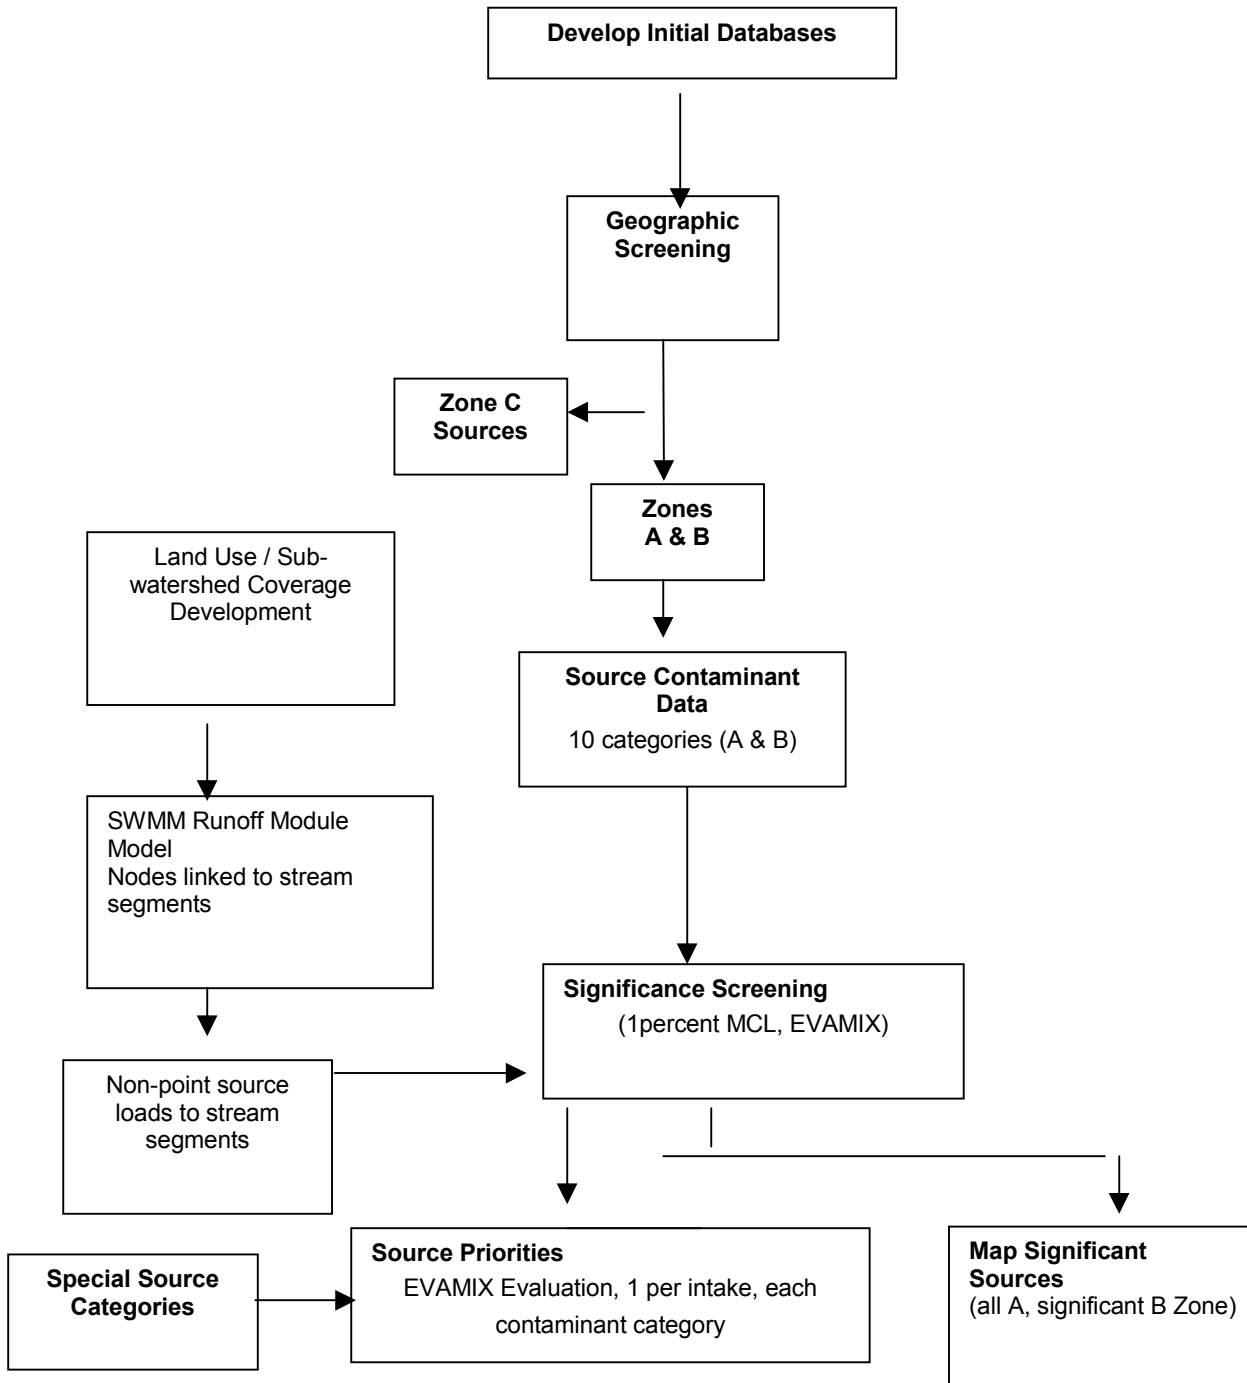 Develop Initial Databases
Geographic
Screening
Zone C
Sources
Zones
A & B
Land Use / Sub-
watershed Coverage
Development
Source Contaminant
Data
10 categories (A & B)
SWMM Runoff Module
Model
Nodes linked to stream
segments
Significance Screening
(1percent MCL, EVAMIX)
Non-point source
loads to stream
segments
Special Source
Categories
Source Priorities
EVAMIX Evaluation, 1 per intake, each
contaminant category
Map Significant
Sources
(all A, significant B Zone)